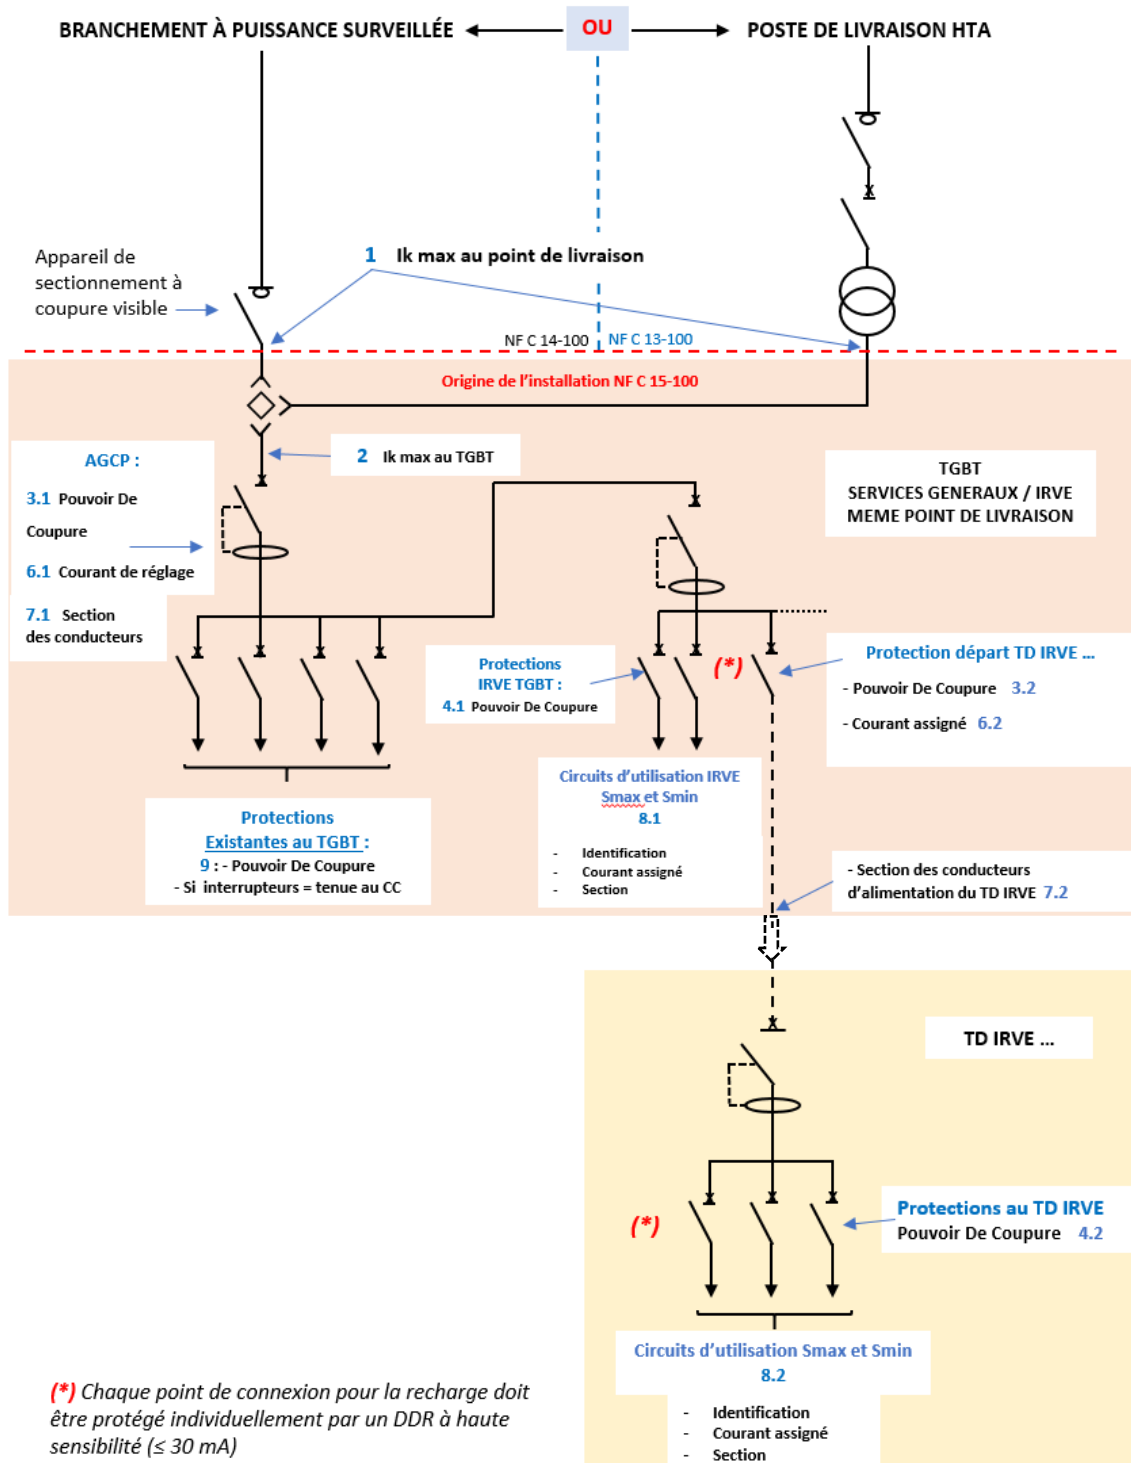 BRANCHEMENT À PUISSANCE SURVEILLÉE
OU
POSTE DE LIVRAISON HTA
Appareil de
sectionnement à
coupure visible
1 Ik max au point de livraison
NF C 14-100
NF C 13-100
Origine de l’installation NF C 15-100
AGCP :
3.1 Pouvoir De
Coupure
6.1 Courant de réglage
7.1 Section
des conducteurs
2 Ik max au TGBT
TGBT
SERVICES GENERAUX / IRVE
MEME POINT DE LIVRAISON
Protections
IRVE TGBT :
4.1 Pouvoir De Coupure
(*)
Protection départ TD IRVE ...
- Pouvoir De Coupure 3.2
- Courant assigné 6.2
Protections
Existantes au TGBT :
9 : - Pouvoir De Coupure
- Si interrupteurs = tenue au CC
Circuits d’utilisation IRVE
Smax et Smin
8.1
- Identification
- Courant assigné
- Section
- Section des conducteurs
d’alimentation du TD IRVE 7.2
TD IRVE ...
(*)
Protections au TD IRVE
Pouvoir De Coupure 4.2
Circuits d’utilisation Smax et Smin
8.2
- Identification
- Courant assigné
- Section
(*) Chaque point de connexion pour la recharge doit
être protégé individuellement par un DDR à haute
sensibilité (≤ 30 mA)